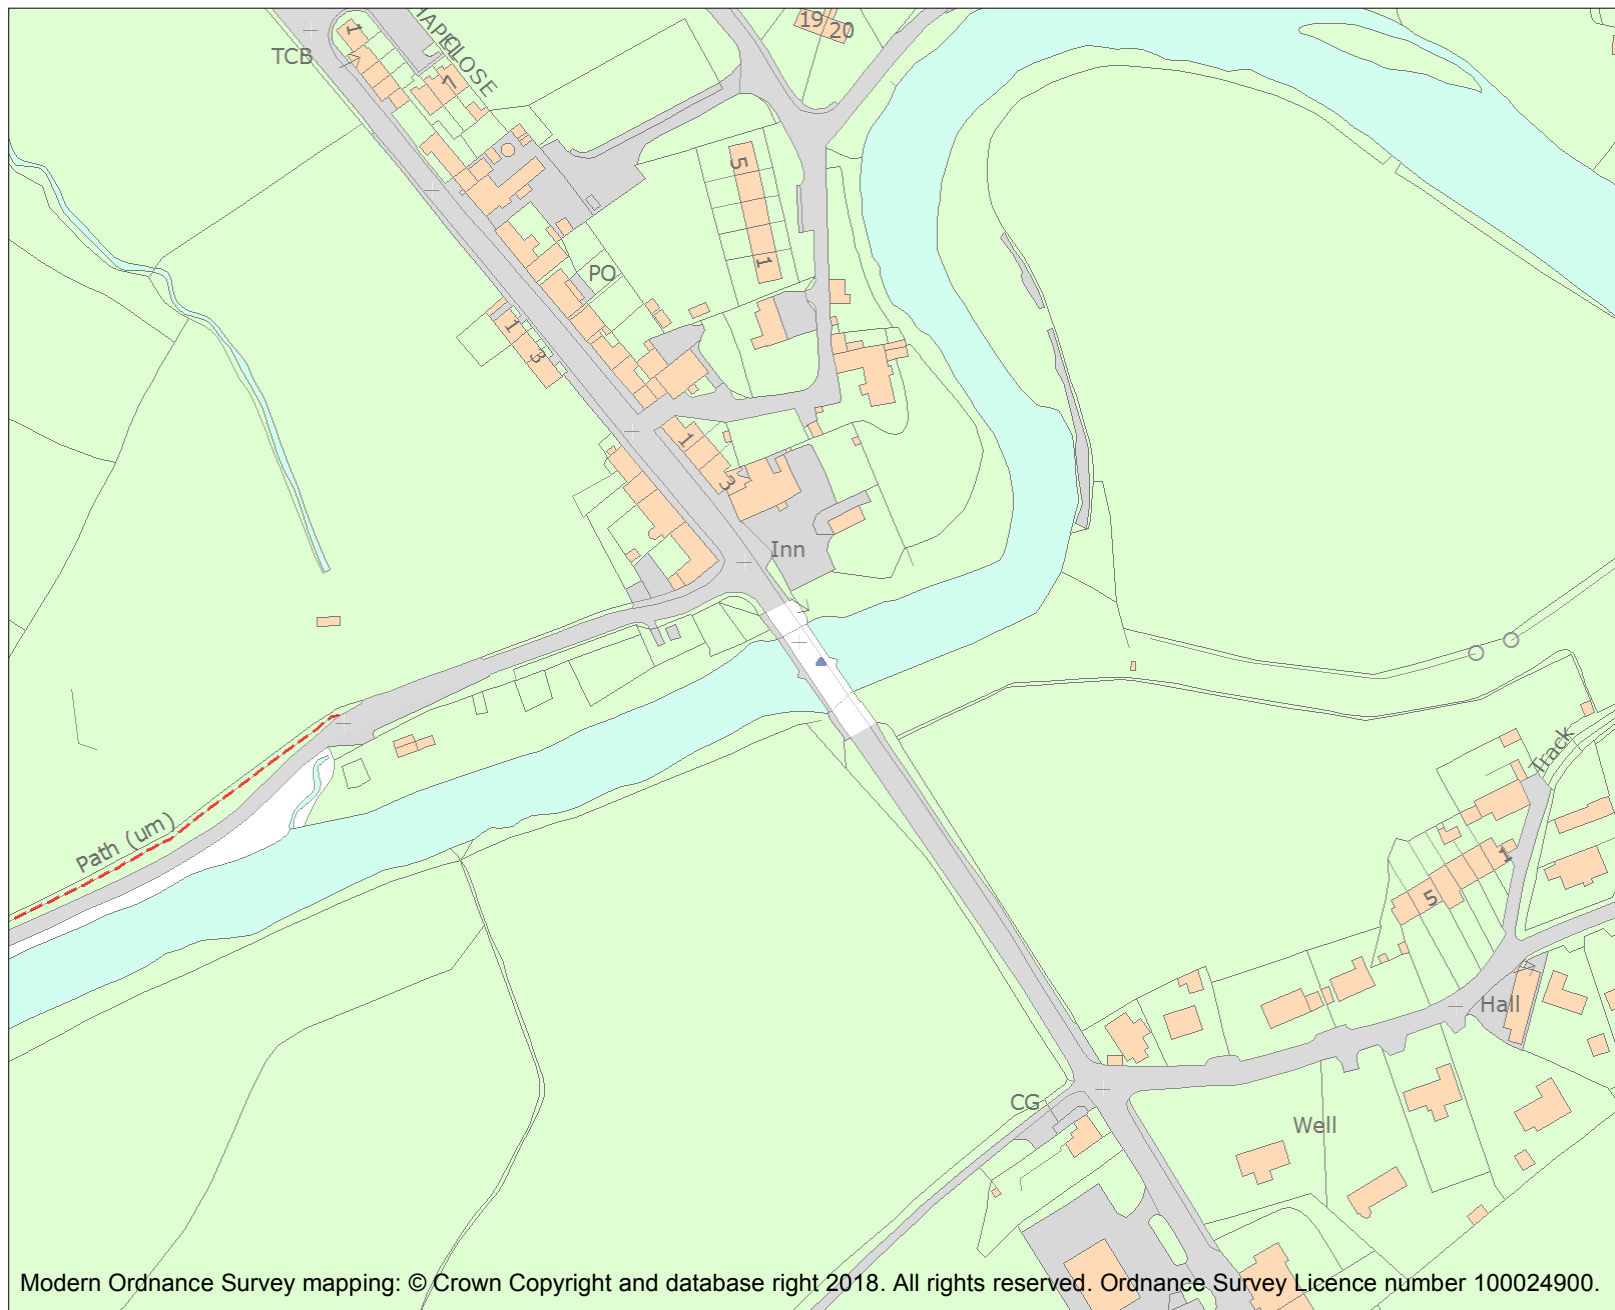 19 20
1
TCB
CLOSE
5
1
PO
1
3
1
3
Inn
Path (um)
Track
1
5
Hall
CG
Well
Modern Ordnance Survey mapping: © Crown Copyright and database right 2018. All rights reserved. Ordnance Survey Licence number 100024900.